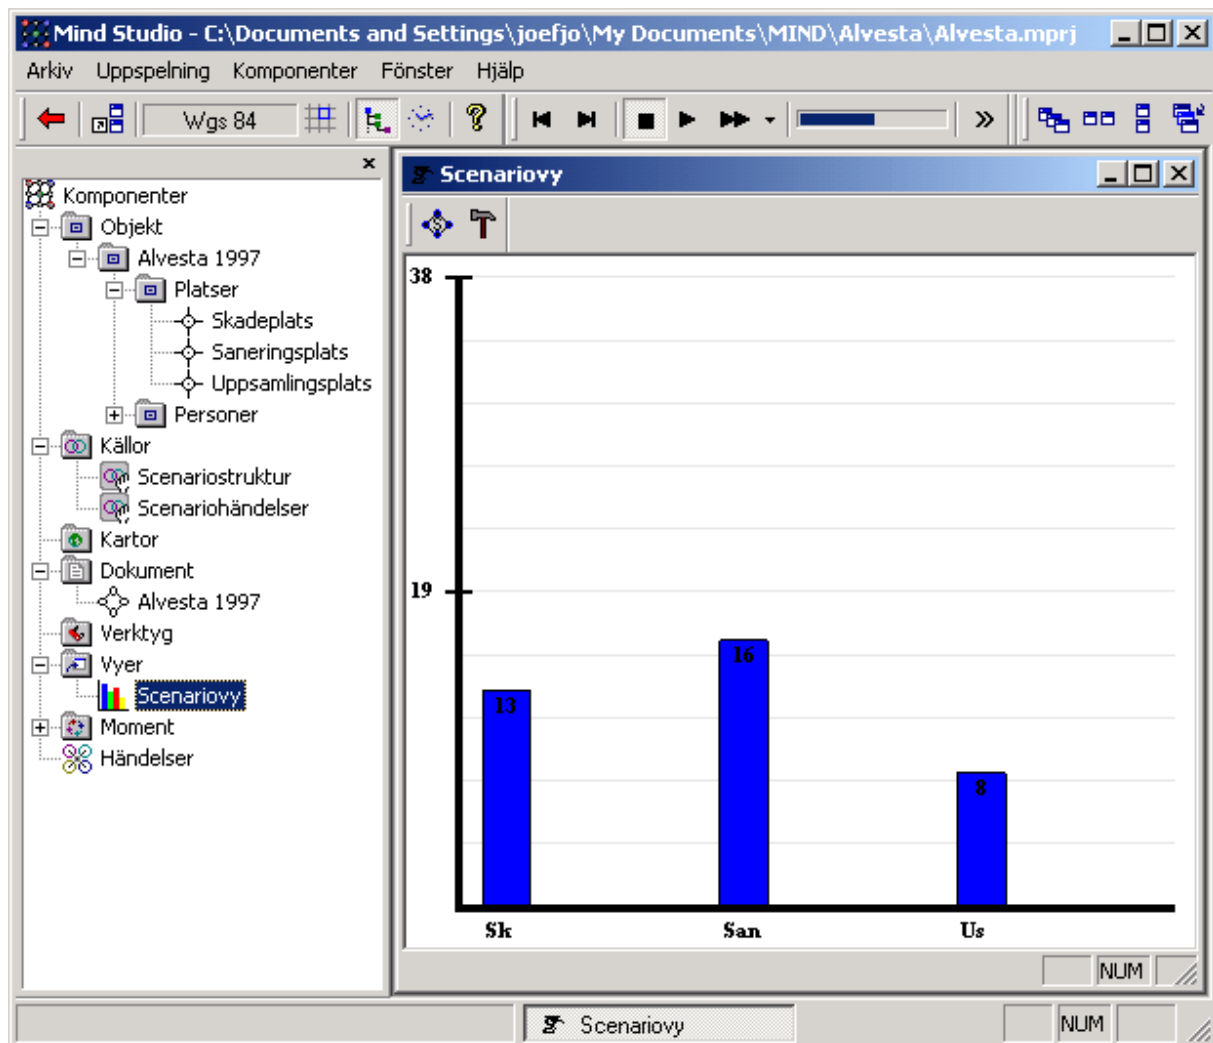 Mind Studio - C:\Documents and Settings\joefjo\My Documents\MIND\Alvesta\Alvesta.mprj
Arkiv Uppspelning Komponenter Fönster Hjälp
Wgs 84
Komponenter
Objekt
Alvesta 1997
Platser
Skadeplats
Saneringsplats
Uppsamlingsplats
Personer
Källor
Scenariostruktur
Scenariohändelser
Kartor
Dokument
Alvesta 1997
Verktyg
Vyer
Scenariovy
Moment
Händelser
Scenariovy
38
19
13
16
8
Sk San Us
NUM
Scenariovy
NUM